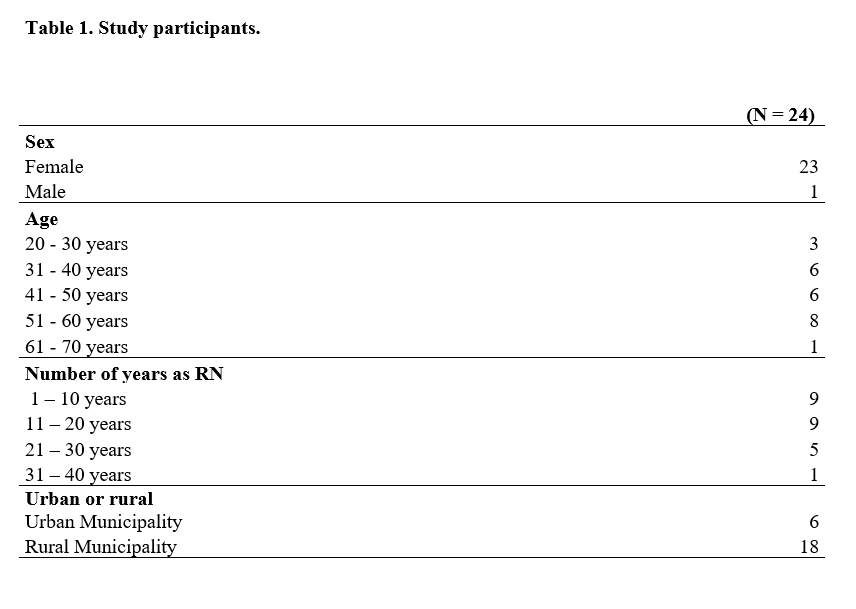 Table 1. Study participants.
(N = 24)
Sex
Female 23
Male 1
Age
20 - 30 years 3
31 - 40 years 6
41 - 50 years 6
51 - 60 years 8
61 - 70 years 1
Number of years as RN
1 – 10 years 9
11 – 20 years 9
21 – 30 years 5
31 – 40 years 1
Urban or rural
Urban Municipality 6
Rural Municipality 18